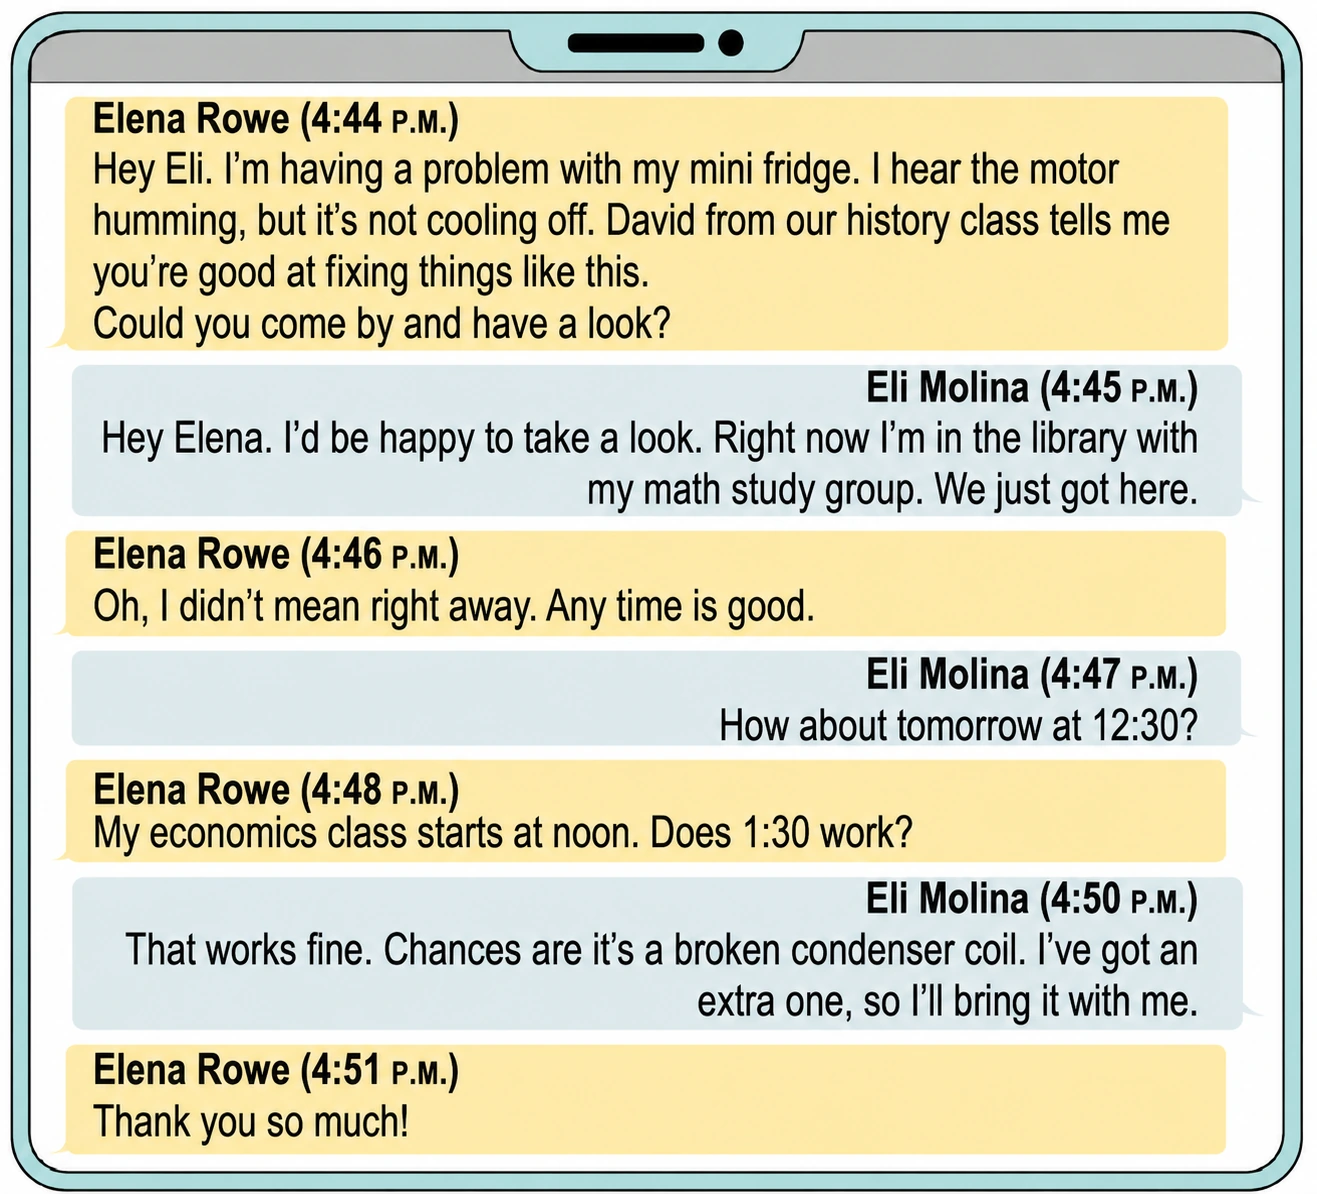 Elena Rowe (4:44 P.M.)
Hey Eli. I’m having a problem with my mini fridge. I hear the motor
humming, but it’s not cooling off. David from our history class tells me
you’re good at fixing things like this.
Could you come by and have a look?
Eli Molina (4:45 P.M.)
Hey Elena. I’d be happy to take a look. Right now I’m in the library with
my math study group. We just got here.
Elena Rowe (4:46 P.M.)
Oh, I didn’t mean right away. Any time is good.
Eli Molina (4:47 P.M.)
How about tomorrow at 12:30?
Elena Rowe (4:48 P.M.)
My economics class starts at noon. Does 1:30 work?
Eli Molina (4:50 P.M.)
That works fine. Chances are it’s a broken condenser coil. I’ve got an
extra one, so I’ll bring it with me.
Elena Rowe (4:51 P.M.)
Thank you so much!